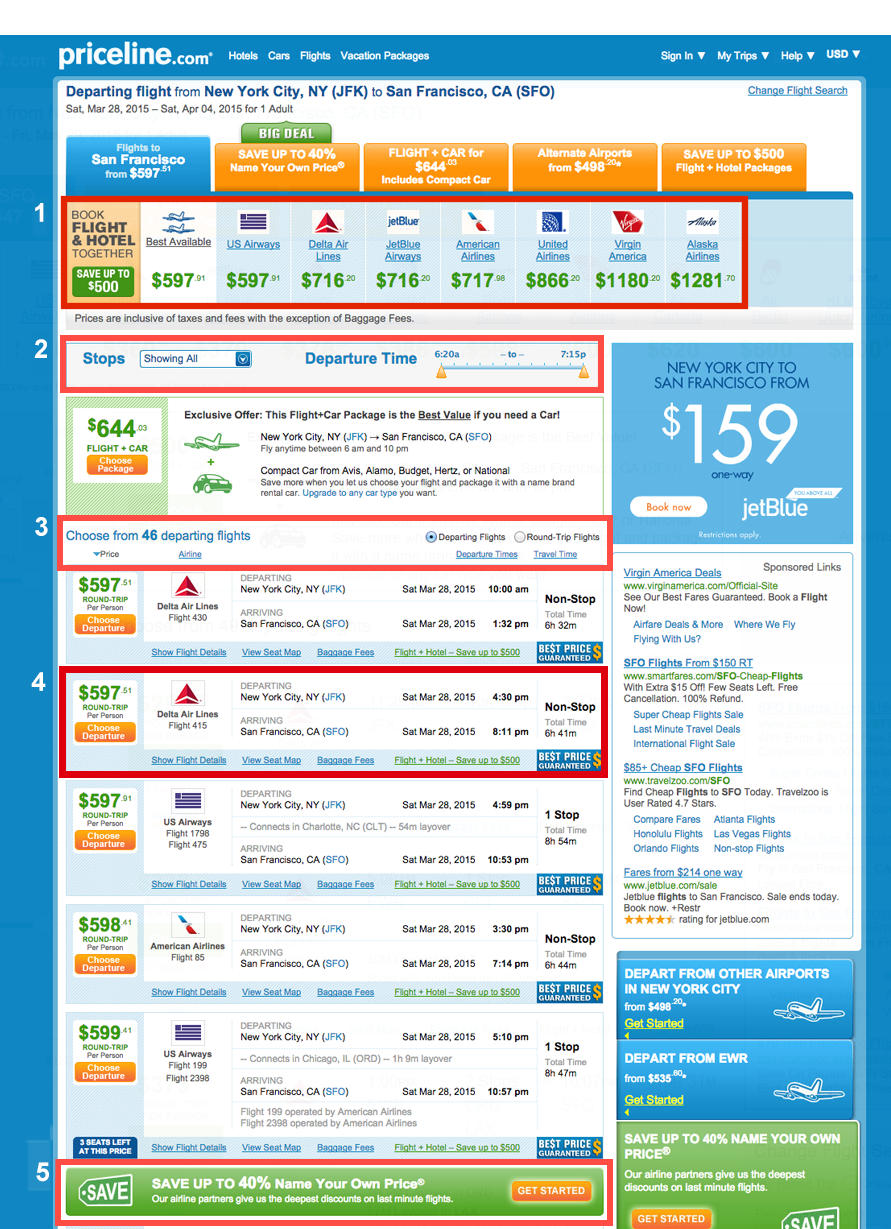 priceline.com®
Hotels Cars Flights Vacation Packages
Sign In ▼ My Trips ▼ Help ▼ USD ▼
Departing flight from New York City, NY (JFK) to San Francisco, CA (SFO)
Change Flight Search
Sat, Mar 28, 2015 – Sat, Apr 04, 2015 for 1 Adult
BIG DEAL
Flights to
San Francisco
from $597.51
SAVE UP TO 40%
Name Your Own Price®
FLIGHT + CAR for
$644.03
Includes Compact Car
Alternate Airports
from $498.20*
SAVE UP TO $500
Flight + Hotel Packages
1
BOOK
FLIGHT
& HOTEL
TOGETHER
SAVE UP TO
$500
Best Available
$597.91
US Airways
$597.91
Delta Air
Lines
$716.20
jetBlue
JetBlue
Airways
$716.20
American
Airlines
$717.98
United
Airlines
$866.20
Virgin
Virgin
America
$1180.20
Alaska
Alaska
Airlines
$1281.70
Prices are inclusive of taxes and fees with the exception of Baggage Fees.
2
Stops Showing All Departure Time 6:20a – to – 7:15p
$644.03
FLIGHT + CAR
Choose
Package
Exclusive Offer: This Flight+Car Package is the Best Value if you need a Car!
New York City, NY (JFK) → San Francisco, CA (SFO)
Fly anytime between 6 am and 10 pm
+
Compact Car from Avis, Alamo, Budget, Hertz, or National
Save more when you let us choose your flight and package it with a name brand
rental car. Upgrade to any car type you want.
NEW YORK CITY TO
SAN FRANCISCO FROM
$159
one-way
Book now
YOU ABOVE ALL
jetBlue
Restrictions apply.
3
Choose from 46 departing flights
Departing Flights Round-Trip Flights
Price Airline Departure Times Travel Time
$597.51
ROUND-TRIP
Per Person
Choose
Departure
Delta Air Lines
Flight 430
DEPARTING
New York City, NY (JFK) Sat Mar 28, 2015 10:00 am
ARRIVING
San Francisco, CA (SFO) Sat Mar 28, 2015 1:32 pm
Non-Stop
Total Time
6h 32m
Show Flight Details View Seat Map Baggage Fees Flight + Hotel – Save up to $500
BE$T PRICE
GUARANTEED $
4
$597.51
ROUND-TRIP
Per Person
Choose
Departure
Delta Air Lines
Flight 415
DEPARTING
New York City, NY (JFK) Sat Mar 28, 2015 4:30 pm
ARRIVING
San Francisco, CA (SFO) Sat Mar 28, 2015 8:11 pm
Non-Stop
Total Time
6h 41m
Show Flight Details View Seat Map Baggage Fees Flight + Hotel – Save up to $500
BE$T PRICE
GUARANTEED $
$597.91
ROUND-TRIP
Per Person
Choose
Departure
US Airways
Flight 1798
Flight 475
DEPARTING
New York City, NY (JFK) Sat Mar 28, 2015 4:59 pm
-- Connects in Charlotte, NC (CLT) -- 54m layover
ARRIVING
San Francisco, CA (SFO) Sat Mar 28, 2015 10:53 pm
1 Stop
Total Time
8h 54m
Show Flight Details View Seat Map Baggage Fees Flight + Hotel – Save up to $500
BE$T PRICE
GUARANTEED $
$598.41
ROUND-TRIP
Per Person
Choose
Departure
American Airlines
Flight 85
DEPARTING
New York City, NY (JFK) Sat Mar 28, 2015 3:30 pm
ARRIVING
San Francisco, CA (SFO) Sat Mar 28, 2015 7:14 pm
Non-Stop
Total Time
6h 44m
Show Flight Details View Seat Map Baggage Fees Flight + Hotel – Save up to $500
BE$T PRICE
GUARANTEED $
$599.41
ROUND-TRIP
Per Person
Choose
Departure
3 SEATS LEFT
AT THIS PRICE
US Airways
Flight 199
Flight 2398
DEPARTING
New York City, NY (JFK) Sat Mar 28, 2015 5:10 pm
-- Connects in Chicago, IL (ORD) -- 1h 9m layover
ARRIVING
San Francisco, CA (SFO) Sat Mar 28, 2015 10:57 pm
Flight 199 operated by American Airlines
Flight 2398 operated by American Airlines
1 Stop
Total Time
8h 47m
Show Flight Details View Seat Map Baggage Fees Flight + Hotel – Save up to $500
BE$T PRICE
GUARANTEED $
5
SAVE
SAVE UP TO 40% Name Your Own Price®
Our airline partners give us the deepest discounts on last minute flights.
GET STARTED
Sponsored Links
Virgin America Deals
www.virginamerica.com/Official-Site
See Our Best Fares Guaranteed. Book a Flight
Now!
Airfare Deals & More Where We Fly
Flying With Us?
SFO Flights From $150 RT
www.smartfares.com/SFO-Cheap-Flights
With Extra $15 Off! Few Seats Left. Free
Cancellation. 100% Refund.
Super Cheap Flights Sale
Last Minute Travel Deals
International Flight Sale
$85+ Cheap SFO Flights
www.travelzoo.com/SFO
Find Cheap Flights to SFO Today. Travelzoo is
User Rated 4.7 Stars.
Compare Fares Atlanta Flights
Honolulu Flights Las Vegas Flights
Orlando Flights Non-stop Flights
Fares from $214 one way
www.jetblue.com/sale
Jetblue flights to San Francisco. Sale ends today.
Book now. +Restr
rating for jetblue.com
DEPART FROM OTHER AIRPORTS
IN NEW YORK CITY
from $498.20*
Get Started
DEPART FROM EWR
from $535.60*
Get Started
SAVE UP TO 40% NAME YOUR OWN
PRICE®
Our airline partners give us the deepest
discounts on last minute flights.
GET STARTED
SAVE